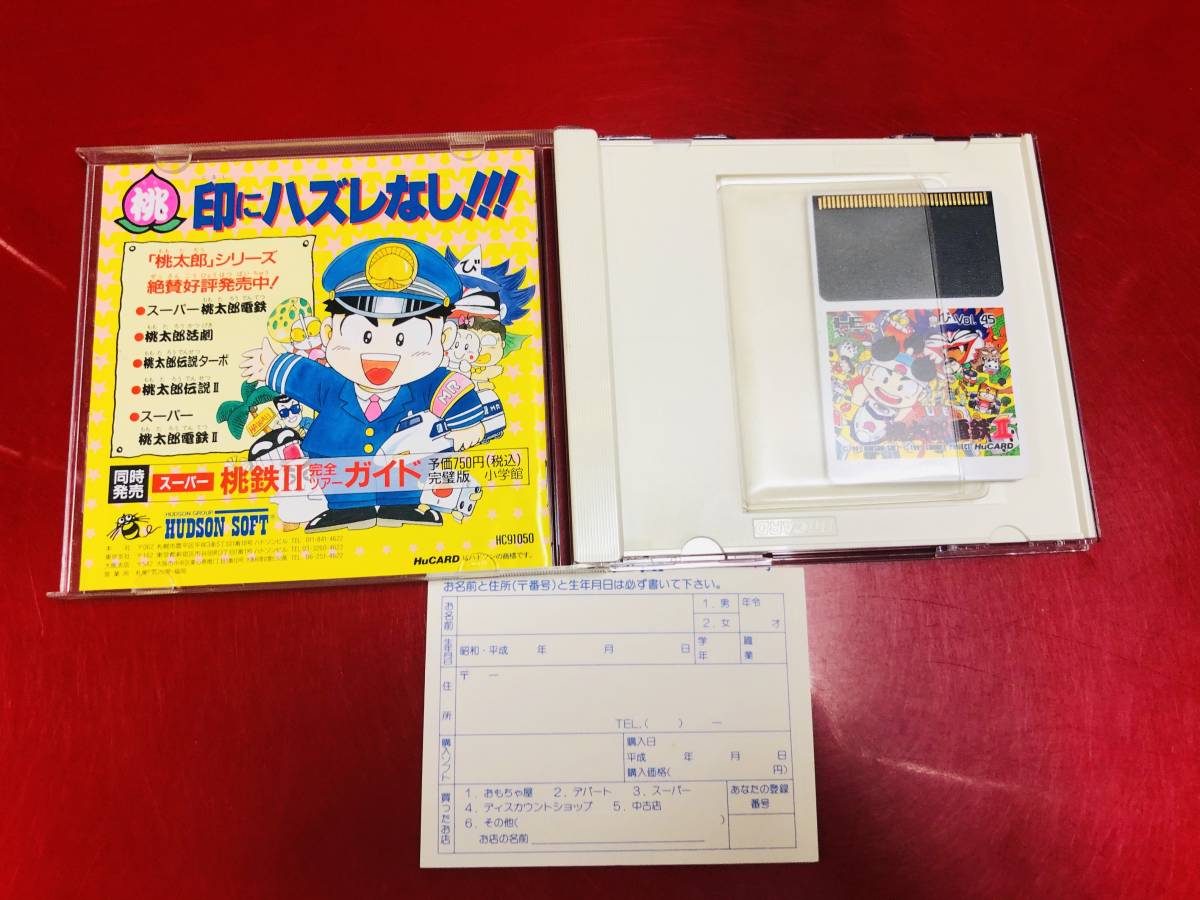 桃
印にハズレなし!!!
「桃太郎」シリーズ
絶賛好評発売中!
●スーパー桃太郎電鉄
●桃太郎活劇
●桃太郎伝説ターボ
●桃太郎伝説II
●スーパー
桃太郎電鉄II
び
MR
同時発売
スーパー 桃鉄II 完全ツアー ガイド
予価750円(税込)
完璧版 小学館
HUDSON GROUP
HUDSON SOFT
HC91050
HuCARD
Vol. 45
電鉄II
HuCARD
お名前と住所(〒番号)と生年月日は必ず書いて下さい。
お名前
1. 男
2. 女
年令
才
生年月日
昭和・平成 年 月 日
学年
職業
住所
〒 ー
TEL.( ) ー
購入ソフト
購入日
平成 年 月 日
購入価格( 円)
買ったお店
1. おもちゃ屋 2. デパート 3. スーパー
4. ディスカウントショップ 5. 中古店
6. その他( )
お店の名前
あなたの登録番号